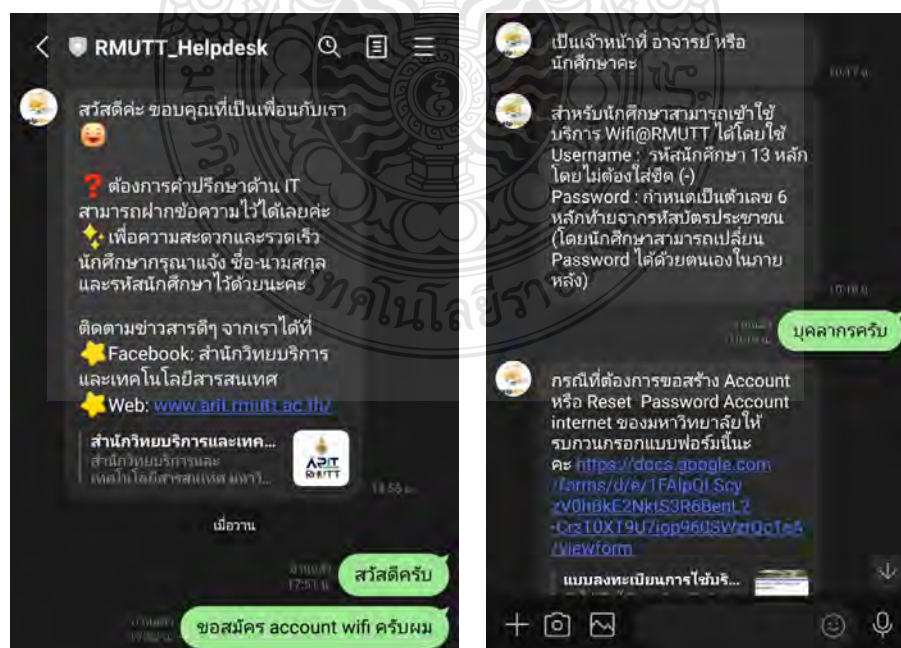 RMUTT_Helpdesk
สวัสดีค่ะ ขอบคุณที่เป็นเพื่อนกับเรา
ต้องการคำปรึกษาด้าน IT
สามารถฝากข้อความไว้ได้เลยค่ะ
เพื่อความสะดวกและรวดเร็ว
นักศึกษากรุณาแจ้ง ชื่อ-นามสกุล
และรหัสนักศึกษาไว้ด้วยนะคะ
ติดตามข่าวสารดีๆ จากเราได้ที่
Facebook: สำนักวิทยบริการ
และเทคโนโลยีสารสนเทศ
Web: www.arit.rmutt.ac.th/
สำนักวิทยบริการและเทค...
สำนักวิทยบริการและ
เทคโนโลยีสารสนเทศ มหาวิ...
ARIT
RMUTT
เมื่อวาน
สวัสดีครับ
17:51 น.
ขอสมัคร account wifi ครับผม
เป็นเจ้าหน้าที่ อาจารย์ หรือ
นักศึกษาคะ
สำหรับนักศึกษาสามารถเข้าใช้
บริการ Wifi@RMUTT ได้โดยใช้
Username : รหัสนักศึกษา 13 หลัก
โดยไม่ต้องใส่ขีด (-)
Password : กำหนดเป็นตัวเลข 6
หลักท้ายจากรหัสบัตรประชาชน
(โดยนักศึกษาสามารถเปลี่ยน
Password ได้ด้วยตนเองในภาย
หลัง)
บุคลากรครับ
กรณีที่ต้องการขอสร้าง Account
หรือ Reset Password Account
internet ของมหาวิทยาลัยให้
รบกวนกรอกแบบฟอร์มนี้นะ
คะ https://docs.google.com
/forms/d/e/
/viewform
แบบลงทะเบียนการใช้บริ...